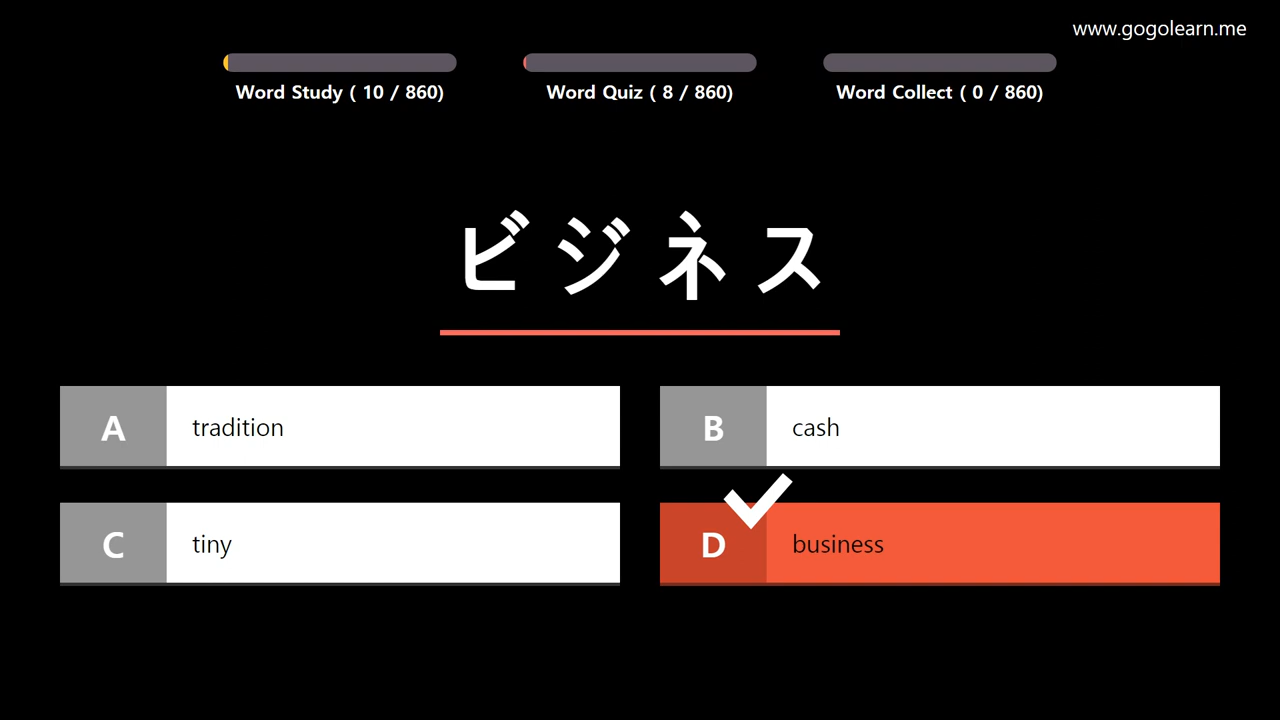 www.gogolearn.me
Word Study ( 10 / 860)
Word Quiz ( 8 / 860)
Word Collect ( 0 / 860)
ビジネス
A tradition
B cash
C tiny
D business